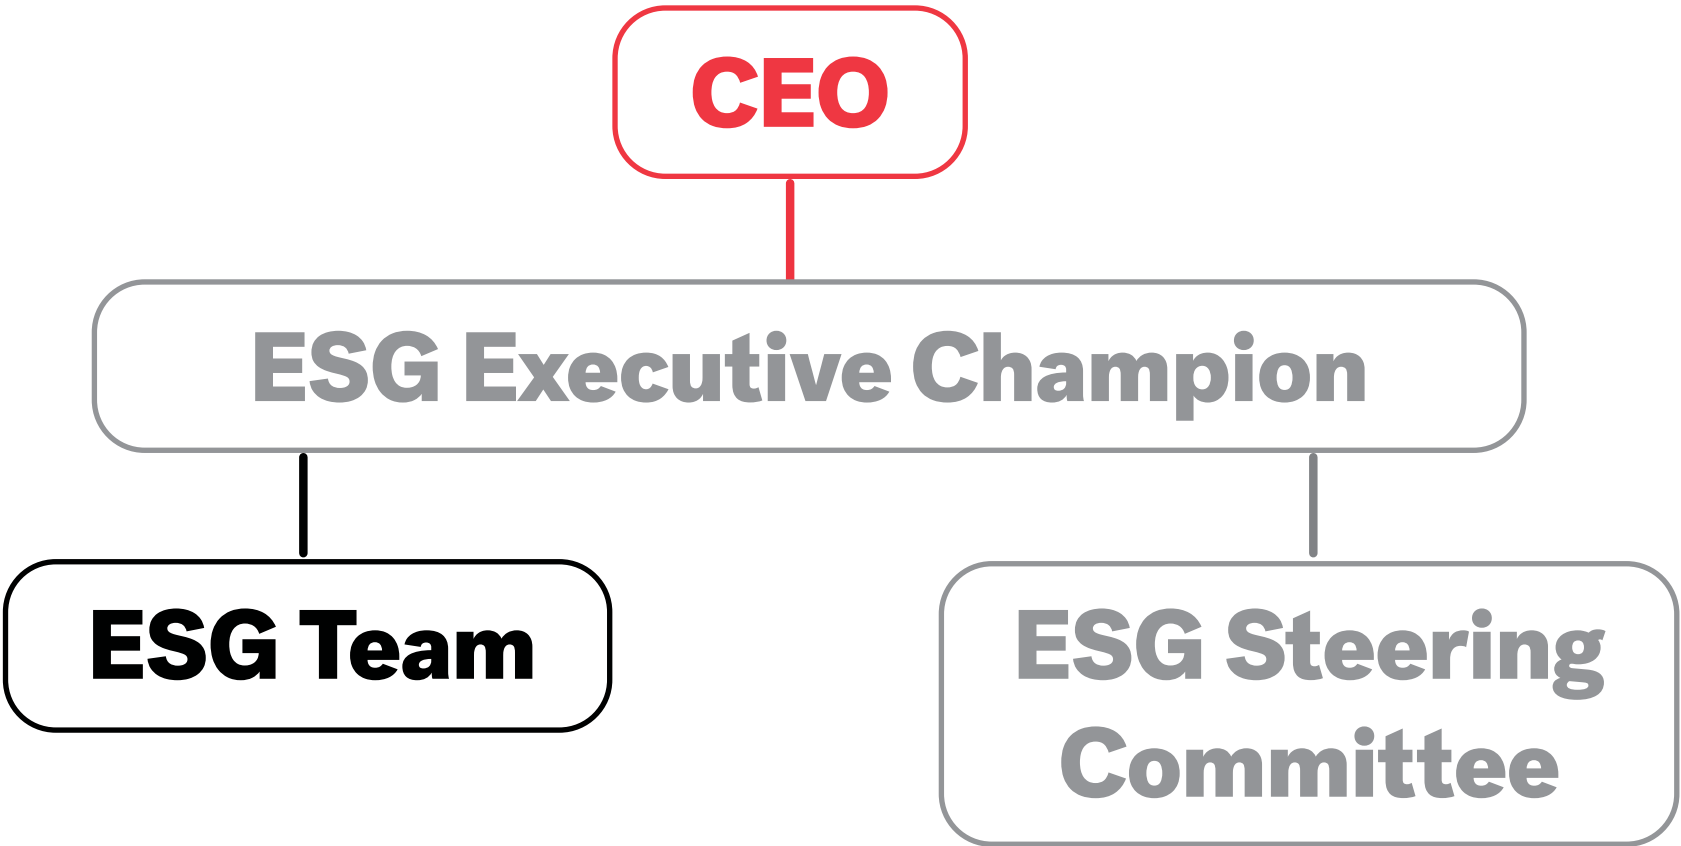 CEO
ESG Executive Champion
ESG Team
ESG Steering
Committee